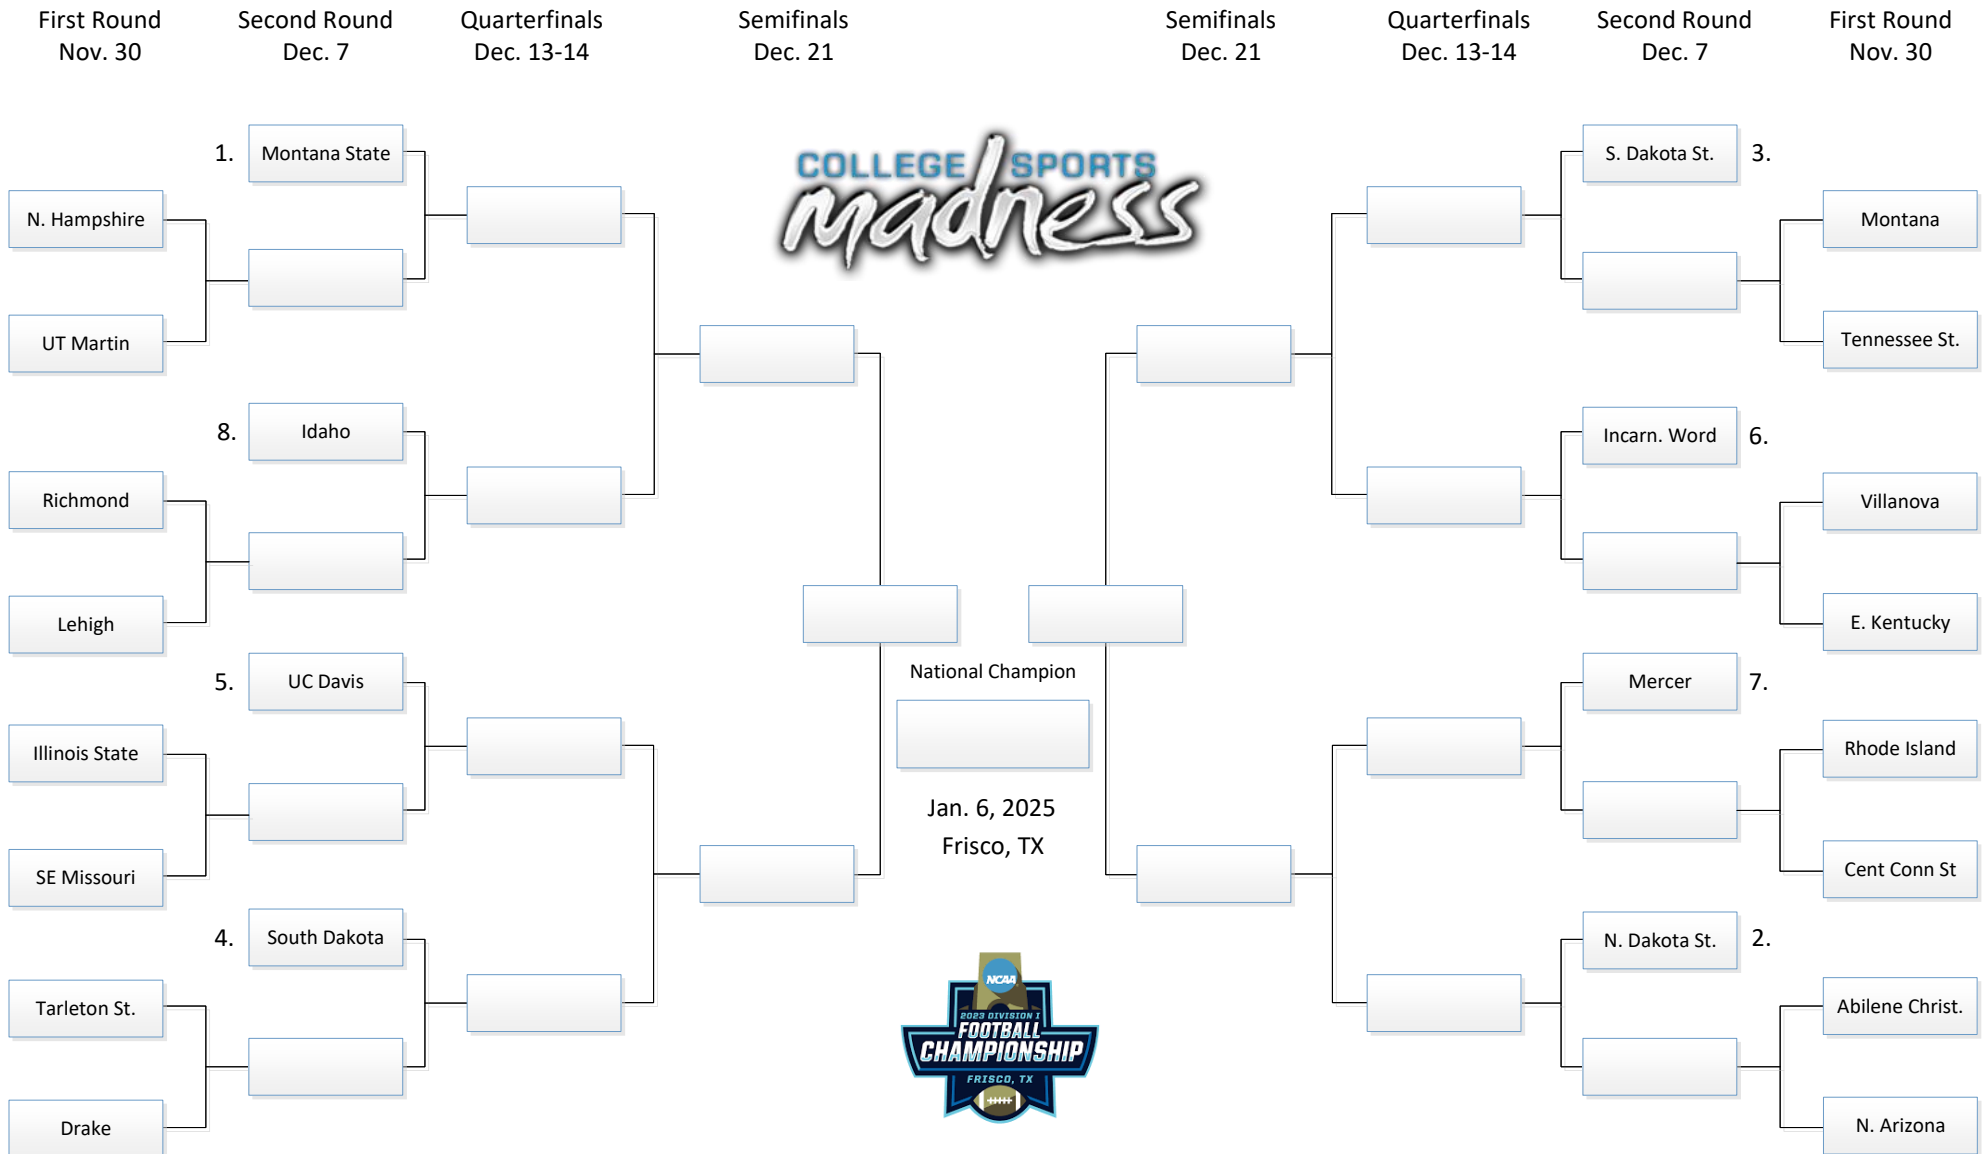 First Round
Nov. 30
Second Round
Dec. 7
Quarterfinals
Dec. 13-14
Semifinals
Dec. 21
Semifinals
Dec. 21
Quarterfinals
Dec. 13-14
Second Round
Dec. 7
First Round
Nov. 30
1. Montana State
N. Hampshire
UT Martin
8. Idaho
Richmond
Lehigh
5. UC Davis
Illinois State
SE Missouri
4. South Dakota
Tarleton St.
Drake
COLLEGE SPORTS
madness
National Champion
Jan. 6, 2025
Frisco, TX
NCAA
2023 DIVISION I
FOOTBALL
CHAMPIONSHIP
FRISCO, TX
S. Dakota St. 3.
Montana
Tennessee St.
Incarn. Word 6.
Villanova
E. Kentucky
Mercer 7.
Rhode Island
Cent Conn St
N. Dakota St. 2.
Abilene Christ.
N. Arizona